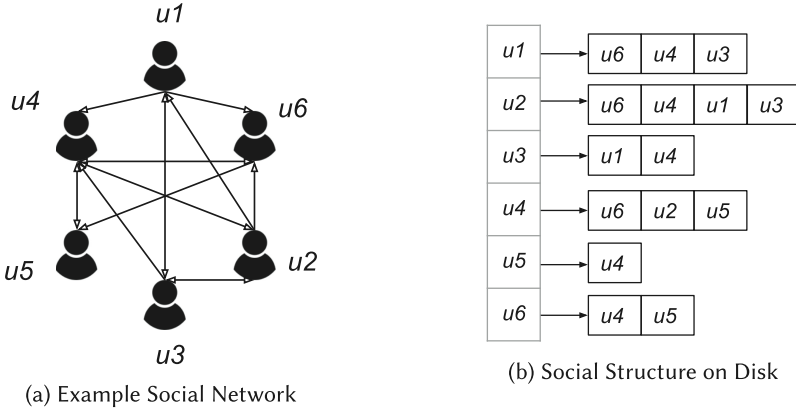 u1
u4
u6
u5
u2
u3
(a) Example Social Network
u1 u6 u4 u3
u2 u6 u4 u1 u3
u3 u1 u4
u4 u6 u2 u5
u5 u4
u6 u4 u5
(b) Social Structure on Disk